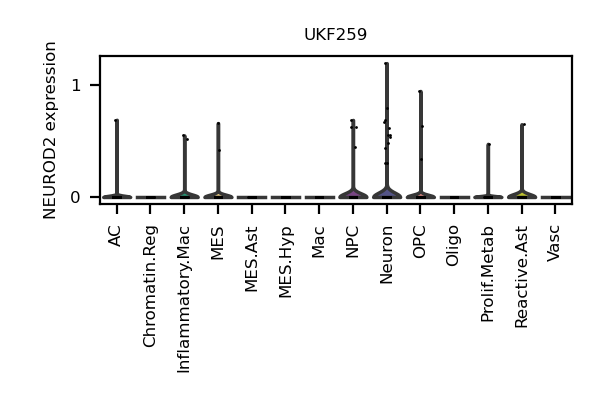 UKF259
NEUROD2 expression
1
0
AC
Chromatin.Reg
Inflammatory.Mac
MES
MES.Ast
MES.Hyp
Mac
NPC
Neuron
OPC
Oligo
Prolif.Metab
Reactive.Ast
Vasc